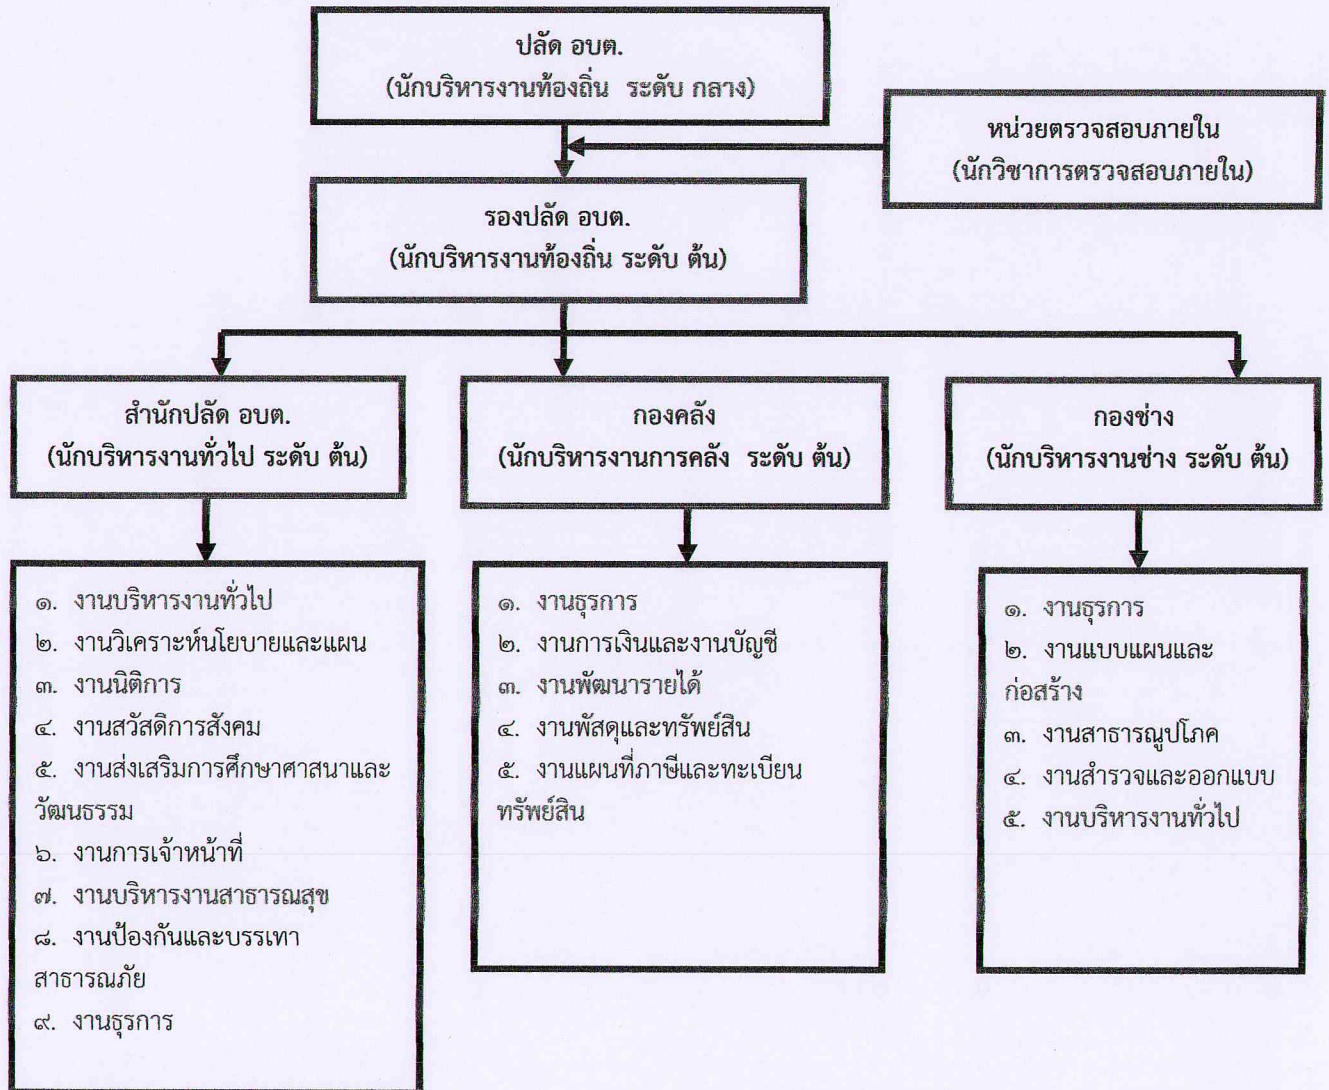 ปลัด อบต.
(นักบริหารงานท้องถิ่น ระดับ กลาง)
หน่วยตรวจสอบภายใน
(นักวิชาการตรวจสอบภายใน)
รองปลัด อบต.
(นักบริหารงานท้องถิ่น ระดับ ต้น)
สำนักปลัด อบต.
(นักบริหารงานทั่วไป ระดับ ต้น)
กองคลัง
(นักบริหารงานการคลัง ระดับ ต้น)
กองช่าง
(นักบริหารงานช่าง ระดับ ต้น)
๑. งานบริหารงานทั่วไป
๒. งานวิเคราะห์นโยบายและแผน
๓. งานนิติการ
๔. งานสวัสดิการสังคม
๕. งานส่งเสริมการศึกษาศาสนาและ
วัฒนธรรม
๖. งานการเจ้าหน้าที่
๗. งานบริหารงานสาธารณสุข
๘. งานป้องกันและบรรเทา
สาธารณภัย
๙. งานธุรการ
๑. งานธุรการ
๒. งานการเงินและงานบัญชี
๓. งานพัฒนารายได้
๔. งานพัสดุและทรัพย์สิน
๕. งานแผนที่ภาษีและทะเบียน
ทรัพย์สิน
๑. งานธุรการ
๒. งานแบบแผนและ
ก่อสร้าง
๓. งานสาธารณูปโภค
๔. งานสำรวจและออกแบบ
๕. งานบริหารงานทั่วไป